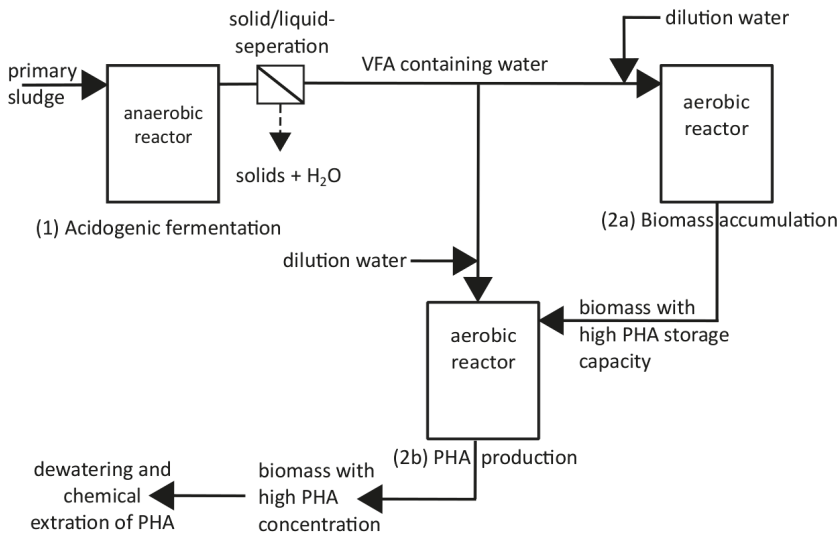 solid/liquid-
seperation
dilution water
primary
sludge
VFA containing water
anaerobic
reactor
aerobic
reactor
solids + H₂O
(1) Acidogenic fermentation
(2a) Biomass accumulation
dilution water
biomass with
high PHA storage
capacity
aerobic
reactor
(2b) PHA production
dewatering and
chemical
extration of PHA
biomass with
high PHA
concentration